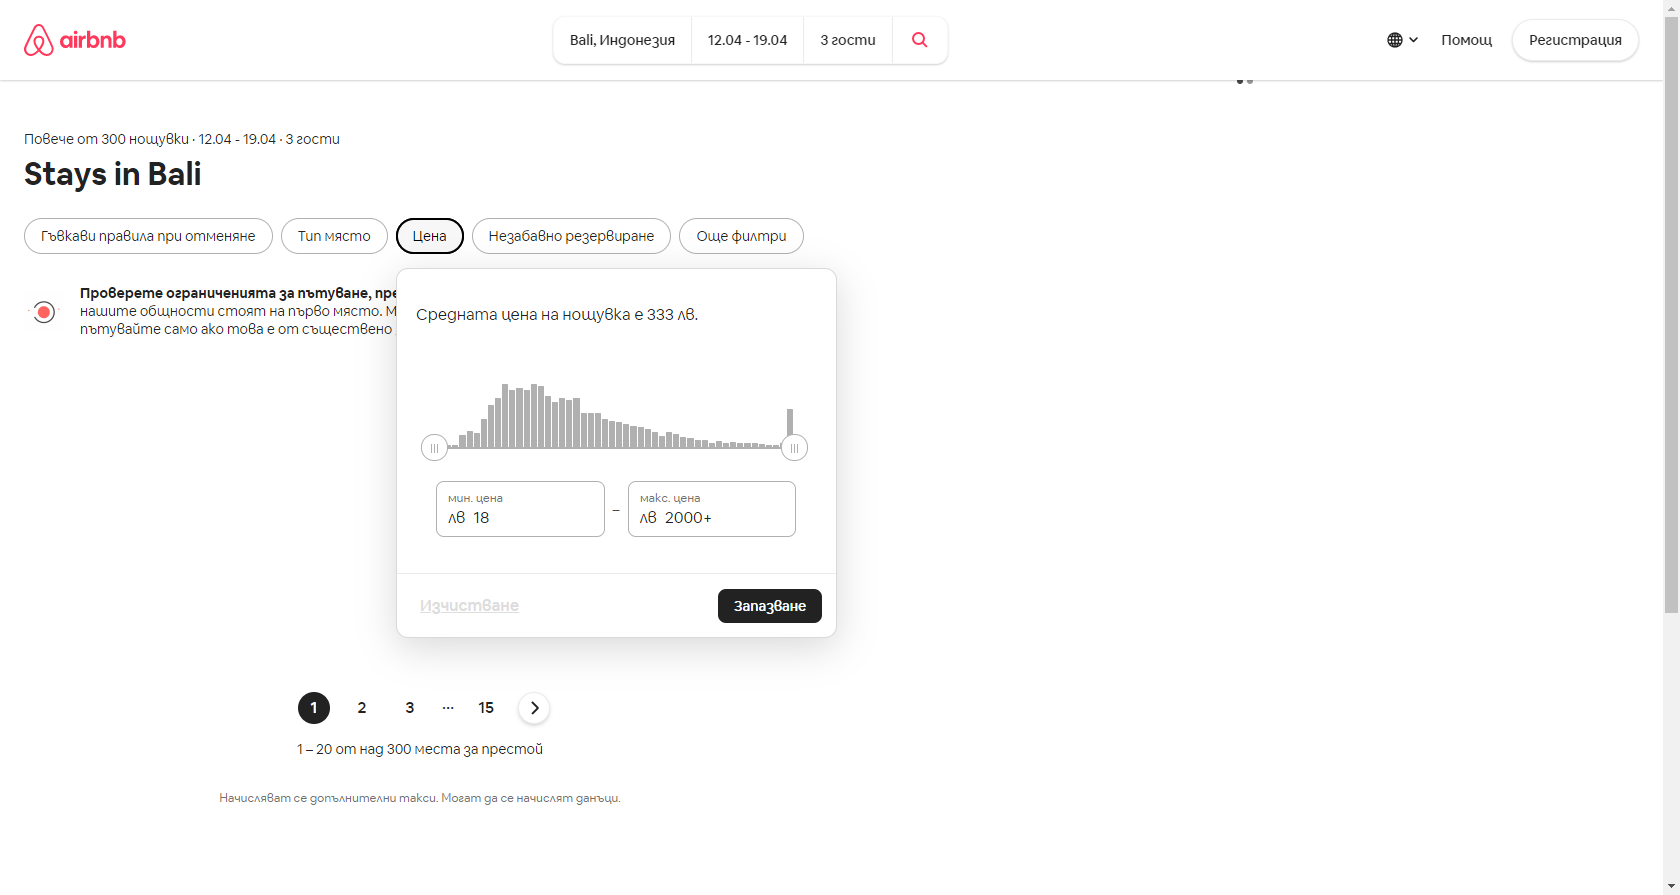 airbnb
Bali, Индонезия
12.04 - 19.04
3 гости
Помощ
Регистрация
Повече от 300 нощувки · 12.04 - 19.04 · 3 гости
Stays in Bali
Гъвкави правила при отменяне
Тип място
Цена
Незабавно резервиране
Още филтри
Проверете ограниченията за пътуване, пре
нашите общности стоят на първо място. М
пътувайте само ако това е от съществено
Средната цена на нощувка е 333 лв.
мин. цена
лв 18
–
макс. цена
лв 2000+
Изчистване
Запазване
1 2 3 ... 15
1 – 20 от над 300 места за престой
Начисляват се допълнителни такси. Могат да се начислят данъци.